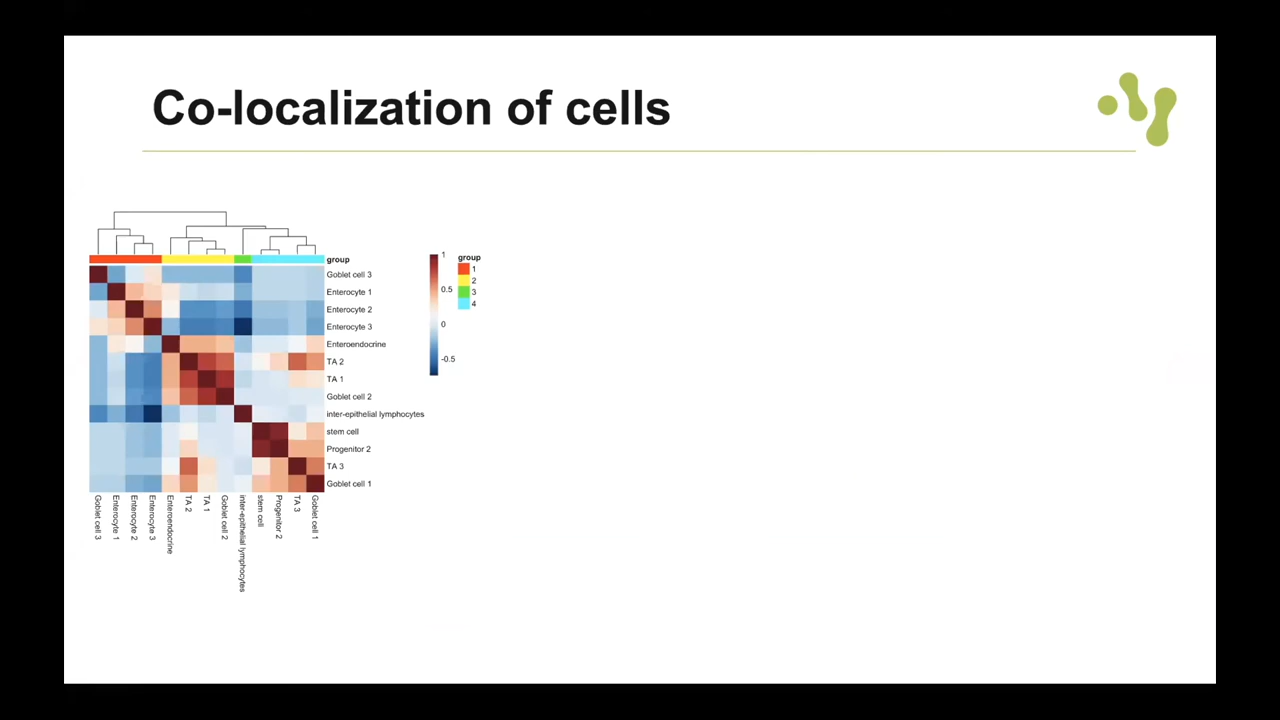 Co-localization of cells
group
Goblet cell 3
Enterocyte 1
Enterocyte 2
Enterocyte 3
Enteroendocrine
TA 2
TA 1
Goblet cell 2
inter-epithelial lymphocytes
stem cell
Progenitor 2
TA 3
Goblet cell 1
1
0.5
0
-0.5
group
1
2
3
4
Goblet cell 3
Enterocyte 1
Enterocyte 2
Enterocyte 3
Enteroendocrine
TA 2
TA 1
Goblet cell 2
inter-epithelial lymphocytes
stem cell
Progenitor 2
TA 3
Goblet cell 1